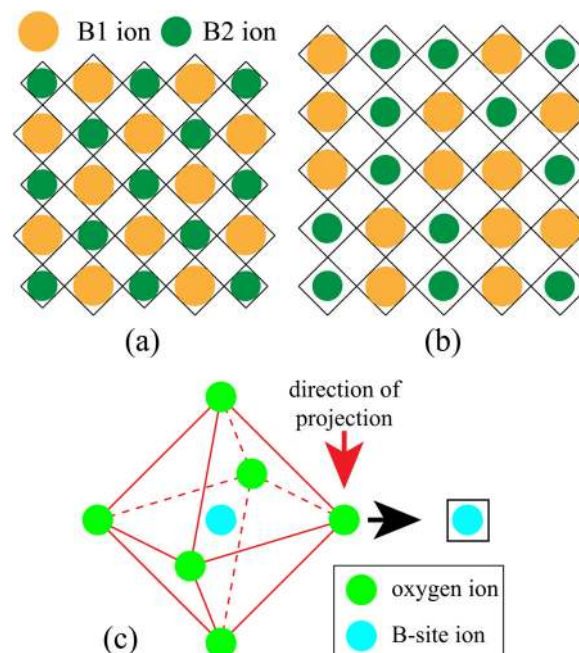 B1 ion B2 ion
(a)
(b)
direction of
projection
oxygen ion
B-site ion
(c)